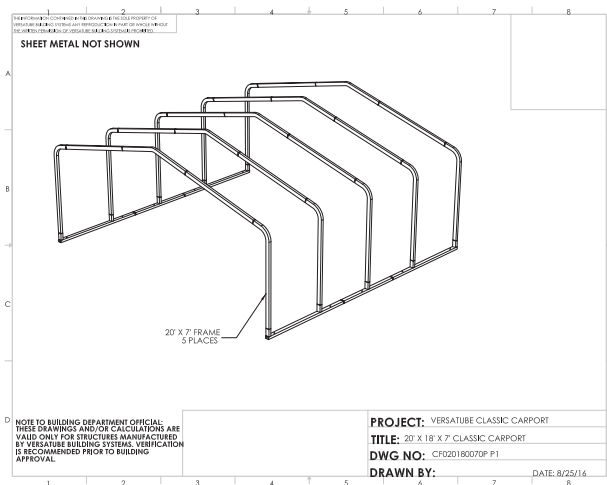 1 2 3 4 5 6 7 8
THE INFORMATION CONTAINED IN THIS DRAWING IS THE SOLE PROPERTY OF
VERSATUBE BUILDING SYSTEMS ANY REPRODUCTION IN PART OR WHOLE WITHOUT
THE WRITTEN PERMISSION OF VERSATUBE BUILDING SYSTEMS IS PROHIBITED.
SHEET METAL NOT SHOWN
A
B
C
20' X 7' FRAME
5 PLACES
D
NOTE TO BUILDING DEPARTMENT OFFICIAL:
THESE DRAWINGS AND/OR CALCULATIONS ARE
VALID ONLY FOR STRUCTURES MANUFACTURED
BY VERSATUBE BUILDING SYSTEMS. VERIFICATION
IS RECOMMENDED PRIOR TO BUILDING
APPROVAL.
PROJECT: VERSATUBE CLASSIC CARPORT
TITLE: 20' X 18' X 7' CLASSIC CARPORT
DWG NO: CF020180070P P1
DRAWN BY: DATE: 8/25/16
1 2 3 4 5 6 7 8